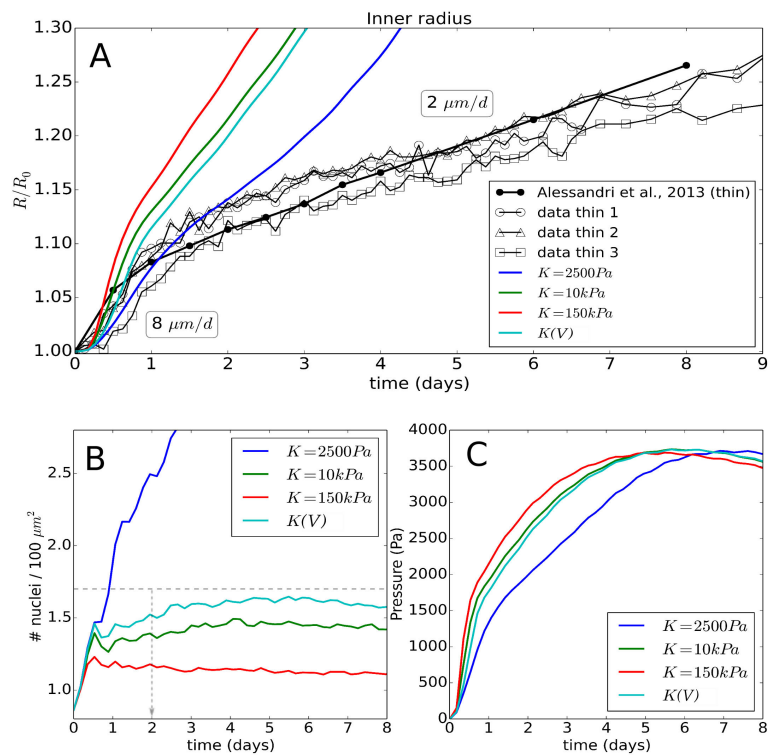 Inner radius
A
1.30
1.25
1.20
1.15
1.10
1.05
1.00
R/R₀
2 μm/d
8 μm/d
Alessandri et al., 2013 (thin)
data thin 1
data thin 2
data thin 3
K=2500Pa
K=10kPa
K=150kPa
K(V)
0 1 2 3 4 5 6 7 8 9
time (days)
B
2.5
2.0
1.5
1.0
# nuclei / 100 μm²
K=2500Pa
K=10kPa
K=150kPa
K(V)
0 1 2 3 4 5 6 7 8
time (days)
C
4000
3500
3000
2500
2000
1500
1000
500
0
Pressure (Pa)
K=2500Pa
K=10kPa
K=150kPa
K(V)
0 1 2 3 4 5 6 7 8
time (days)